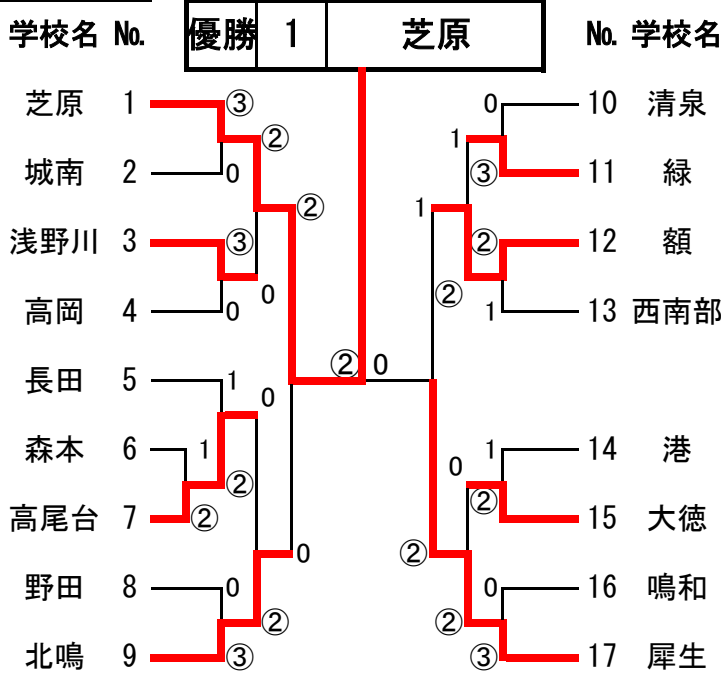 学校名 No. 優勝 1 芝原 No. 学校名
芝原 1 ③ 0 10 清泉
② 1
城南 2 0 ③ 11 緑
② 1
浅野川 3 ③ ② 12 額
0 ②
高岡 4 0 1 13 西南部
② 0
長田 5 1
0
森本 6 1 1 14 港
0
② ②
高尾台 7 ② 15 大徳
0 ②
野田 8 0 0 16 鳴和
② ②
北鳴 9 ③ ③ 17 犀生